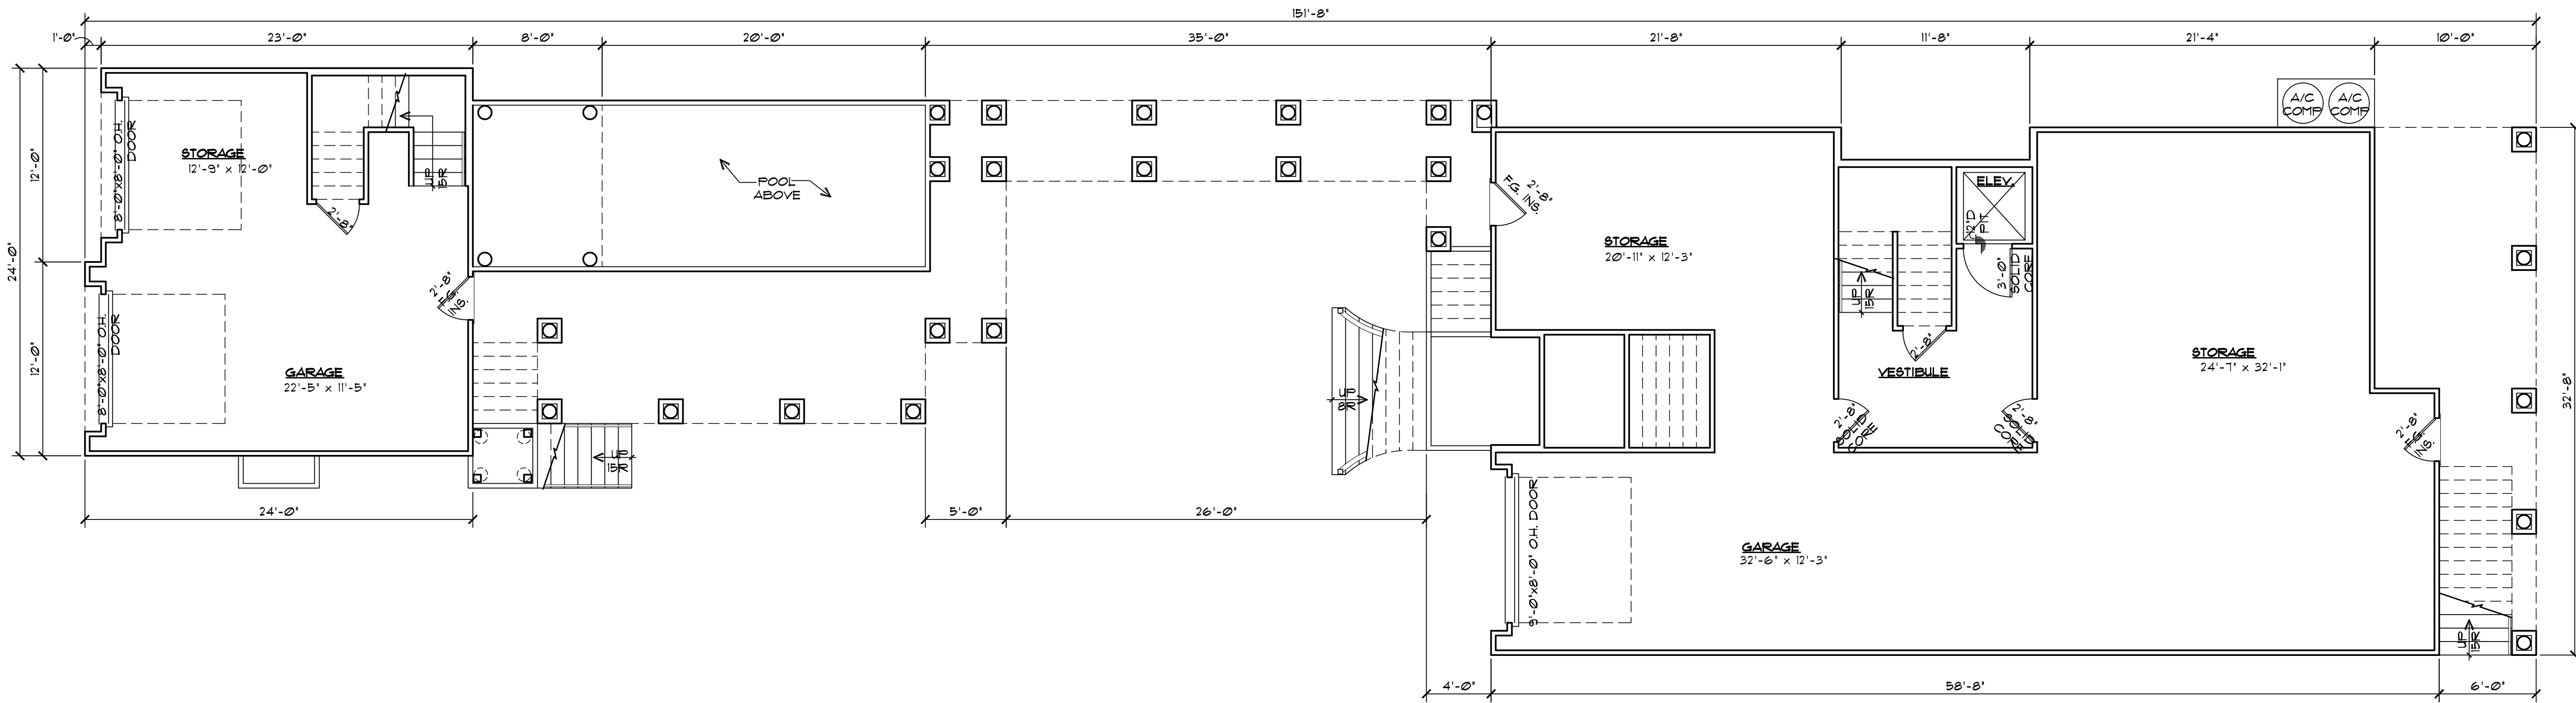 151'-8"
1'-0"
23'-0"
8'-0"
20'-0"
35'-0"
21'-8"
11'-8"
21'-4"
10'-0"
A/C
COMP
A/C
COMP
24'-0"
12'-0"
12'-0"
8'-0"x8'-0" O.H.
DOOR
STORAGE
12'-9" x 12'-0"
UP
15R
2'-8"
POOL
ABOVE
2'-8"
F.G. INS.
STORAGE
20'-11" x 12'-3"
ELEV.
(12"D
PIT
3'-0"
SOLID
CORE
UP
15R
2'-8"
VESTIBULE
STORAGE
24'-7" x 32'-1"
32'-8"
2'-8"
F.G.
INS.
8'-0"x8'-0" O.H.
DOOR
GARAGE
22'-5" x 11'-5"
UP
8R
2'-8"
SOLID
CORE
2'-8"
SOLID
CORE
2'-8"
F.G.
INS.
UP
15R
24'-0"
5'-0"
26'-0"
9'-0"x8'-0" O.H. DOOR
GARAGE
32'-6" x 12'-3"
UP
15R
4'-0"
58'-8"
6'-0"